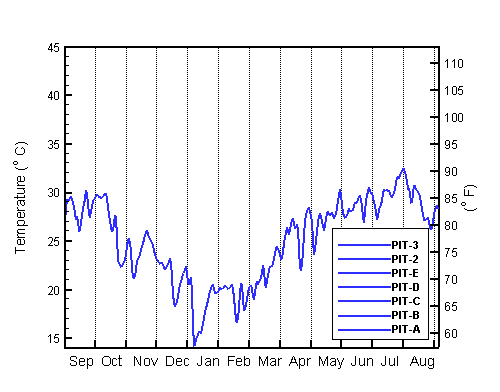 45
40
35
30
25
20
15
Temperature (° C)
110
105
100
95
90
85
80
75
70
65
60
(° F)
PIT-3
PIT-2
PIT-E
PIT-D
PIT-C
PIT-B
PIT-A
Sep Oct Nov Dec Jan Feb Mar Apr May Jun Jul Aug